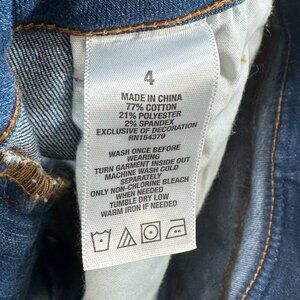 4
MADE IN CHINA
77% COTTON
21% POLYESTER
2% SPANDEX
EXCLUSIVE OF DECORATION
RN154379
WASH ONCE BEFORE
WEARING
TURN GARMENT INSIDE OUT
MACHINE WASH COLD
SEPARATELY
ONLY NON-CHLORINE BLEACH
WHEN NEEDED
TUMBLE DRY LOW
WARM IRON IF NEEDED